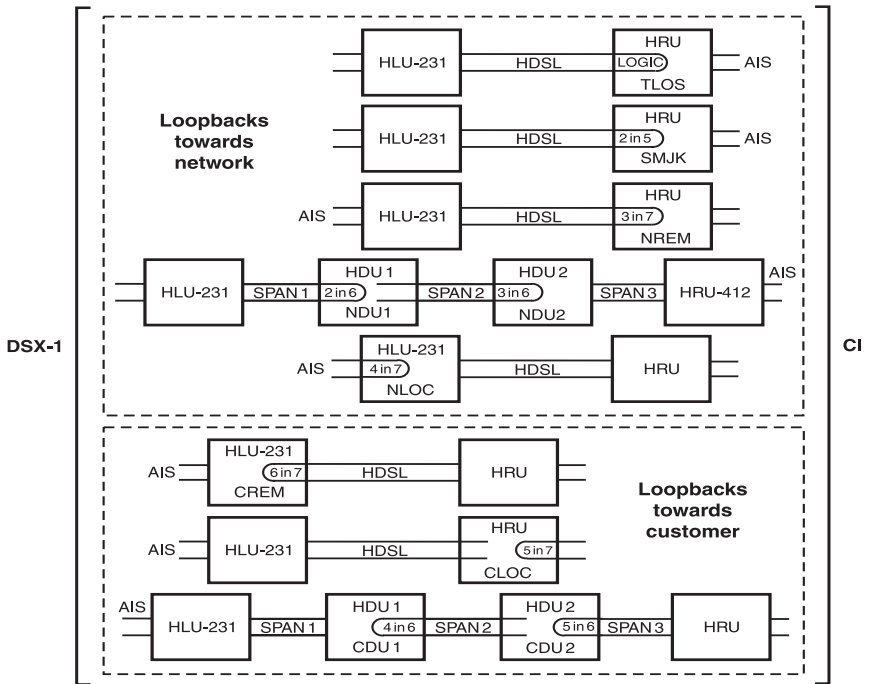 HRU
HLU-231 HDSL LOGIC AIS
TLOS
Loopbacks
towards
network
HRU
HLU-231 HDSL 2 in 5 AIS
SMJK
HRU
AIS HLU-231 HDSL 3 in 7
NREM
HDU 1 HDU 2 AIS
HLU-231 SPAN 1 2 in 6 SPAN 2 3 in 6 SPAN 3 HRU-412
NDU1 NDU2
DSX-1 CI
HLU-231
AIS 4 in 7 HDSL HRU
NLOC
HLU-231
AIS 6 in 7 HDSL HRU
CREM
Loopbacks
towards
customer
HRU
AIS HLU-231 HDSL 5 in 7
CLOC
AIS HDU 1 HDU 2
HLU-231 SPAN 1 4 in 6 SPAN 2 5 in 6 SPAN 3 HRU
CDU 1 CDU 2